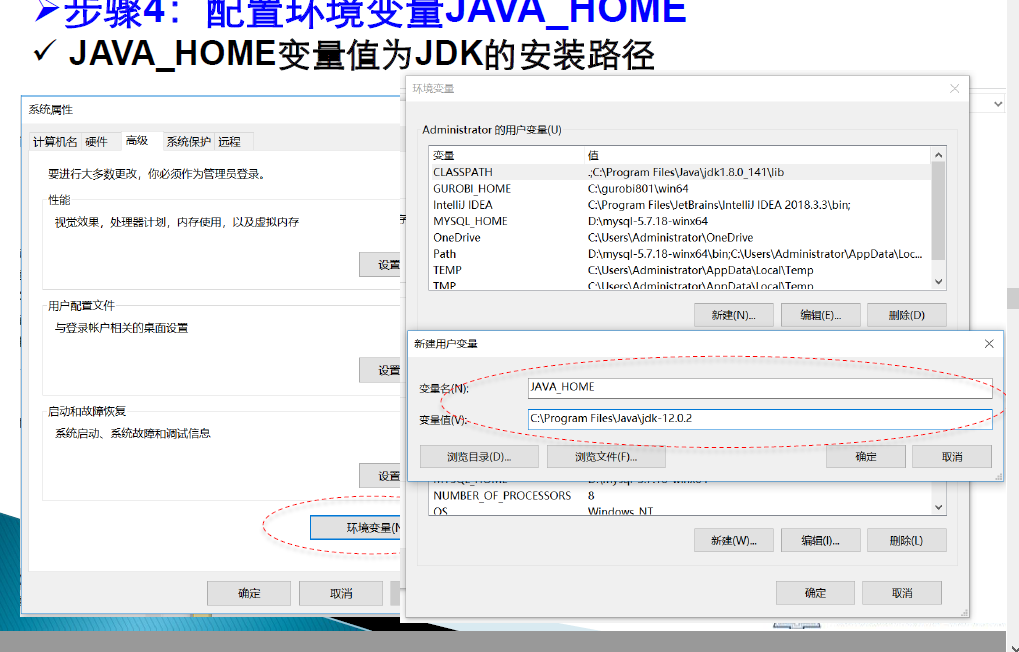 步骤4：配置环境变量JAVA_HOME
JAVA_HOME变量值为JDK的安装路径
系统属性
计算机名 硬件 高级 系统保护 远程
要进行大多数更改，你必须作为管理员登录。
性能
视觉效果，处理器计划，内存使用，以及虚拟内存
设置
用户配置文件
与登录帐户相关的桌面设置
设置
启动和故障恢复
系统启动、系统故障和调试信息
设置
环境变量(N
确定 取消
环境变量
Administrator 的用户变量(U)
变量 值
CLASSPATH .;C:\Program Files\Java\jdk1.8.0_141\lib
GUROBI_HOME C:\gurobi801\win64
IntelliJ IDEA C:\Program Files\JetBrains\IntelliJ IDEA 2018.3.3\bin;
MYSQL_HOME D:\mysql-5.7.18-winx64
OneDrive C:\Users\Administrator\OneDrive
Path D:\mysql-5.7.18-winx64\bin;C:\Users\Administrator\AppData\Loc...
TEMP C:\Users\Administrator\AppData\Local\Temp
TMP C:\Users\Administrator\AppData\Local\Temp
新建(N)... 编辑(E)... 删除(D)
新建用户变量
变量名(N): JAVA_HOME
变量值(V): C:\Program Files\Java\jdk-12.0.2
浏览目录(D)... 浏览文件(F)... 确定 取消
MYSQL_HOME D:\mysql-5.7.18-winx64
NUMBER_OF_PROCESSORS 8
OS Windows_NT
新建(W)... 编辑(I)... 删除(L)
确定 取消